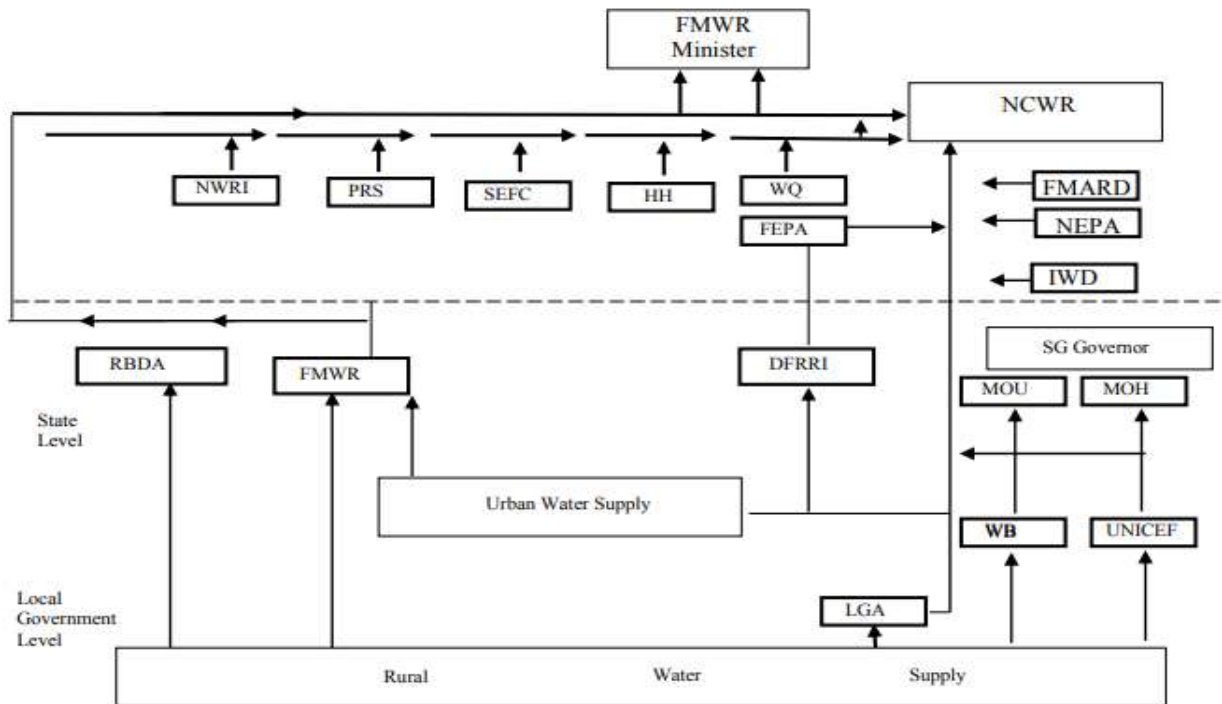 FMWR
Minister
NCWR
NWRI
PRS
SEFC
HH
WQ
FMARD
FEPA
NEPA
IWD
SG Governor
RBDA
FMWR
DFRRI
MOU
MOH
State
Level
Urban Water Supply
WB
UNICEF
Local
Government
Level
LGA
Rural Water Supply